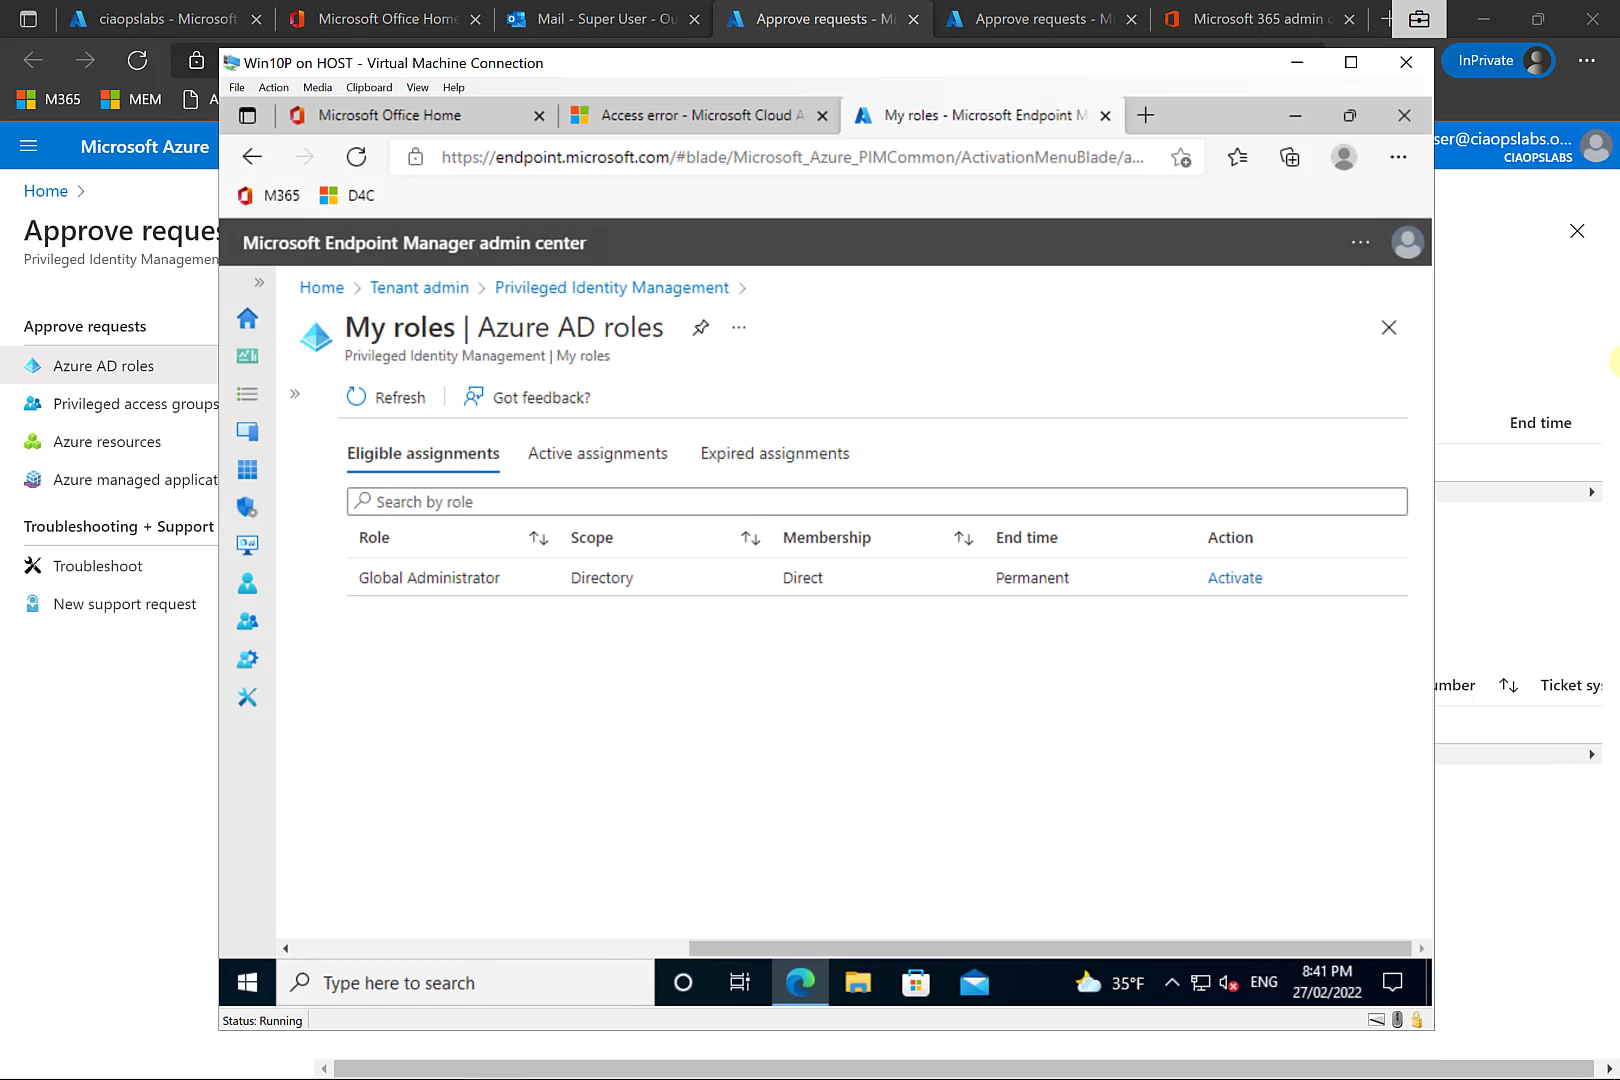 ciaopslabs - Microsoft
Microsoft Office Home
Mail - Super User - Ou
Approve requests - Mi
Approve requests - M
Microsoft 365 admin c
InPrivate
M365
MEM
A
Microsoft Azure
ser@ciaopslabs.o...
CIAOPSLABS
Home >
Approve reques
Privileged Identity Managemen
Approve requests
Azure AD roles
Privileged access groups
Azure resources
Azure managed applicat
Troubleshooting + Support
Troubleshoot
New support request
End time
umber
Ticket sys
Win10P on HOST - Virtual Machine Connection
File Action Media Clipboard View Help
Microsoft Office Home
Access error - Microsoft Cloud A
My roles - Microsoft Endpoint M
https://endpoint.microsoft.com/#blade/Microsoft_Azure_PIMCommon/ActivationMenuBlade/a...
M365
D4C
Microsoft Endpoint Manager admin center
Home > Tenant admin > Privileged Identity Management >
My roles | Azure AD roles
Privileged Identity Management | My roles
Refresh
Got feedback?
Eligible assignments Active assignments Expired assignments
Search by role
Role Scope Membership End time Action
Global Administrator Directory Direct Permanent Activate
Type here to search
35°F
ENG
8:41 PM
27/02/2022
Status: Running